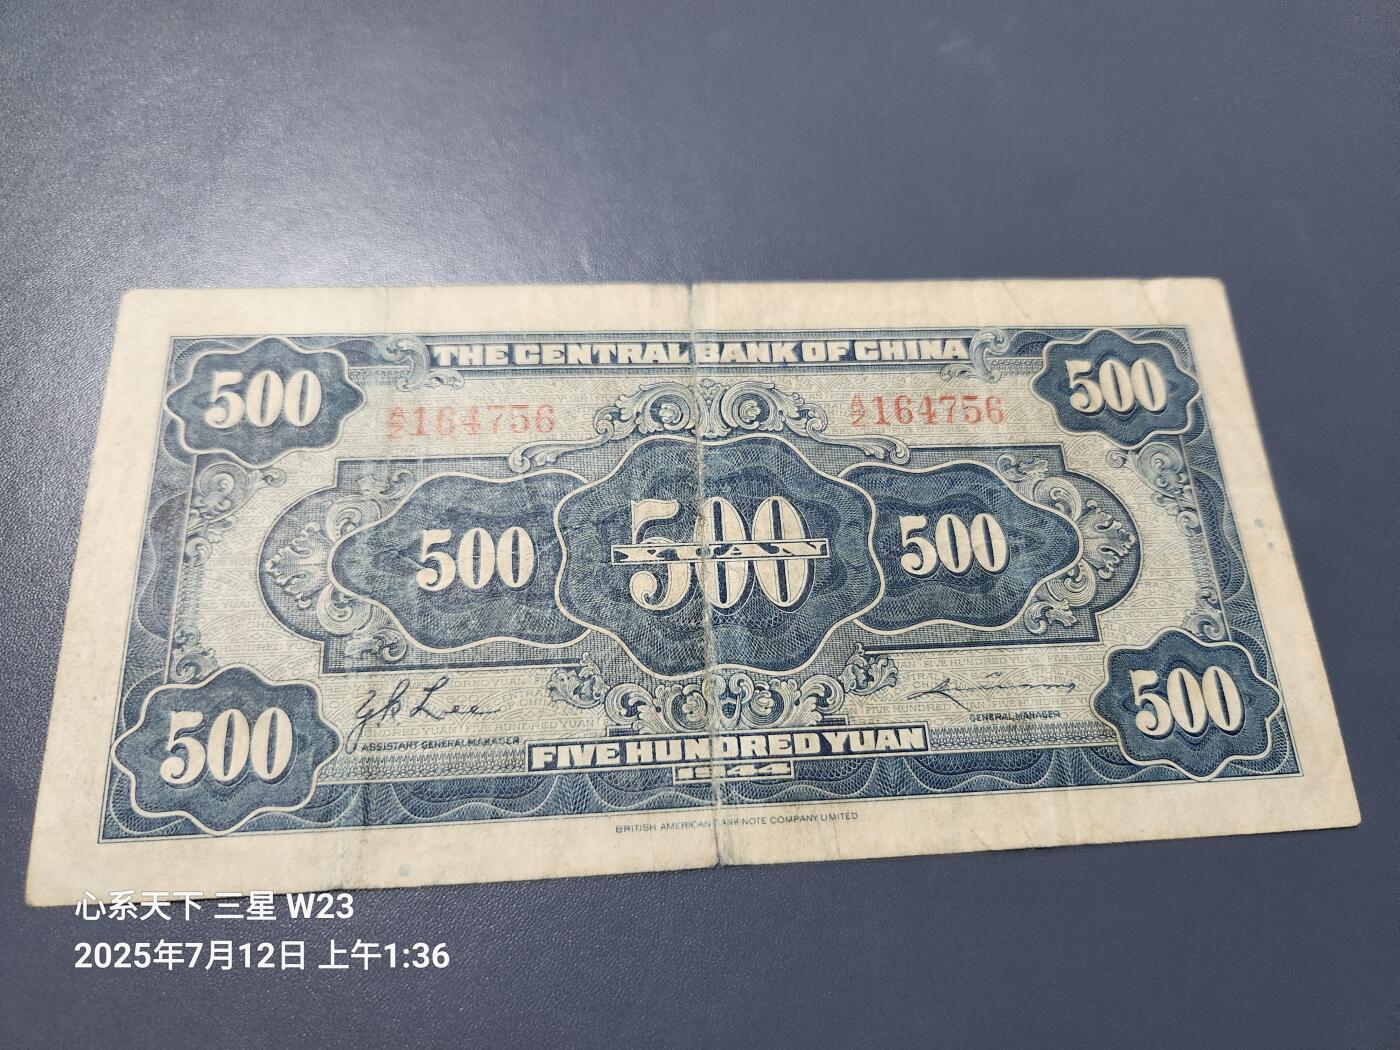 THE CENTRAL BANK OF CHINA
500 500
164756 164756
500 500 500
YUAN
YK Lee
ASSISTANT GENERAL MANAGER
GENERAL MANAGER
500 500
FIVE HUNDRED YUAN
1944
BRITISH AMERICAN BANK NOTE COMPANY LIMITED
心系天下 三星 W23
2025年7月12日 上午1:36